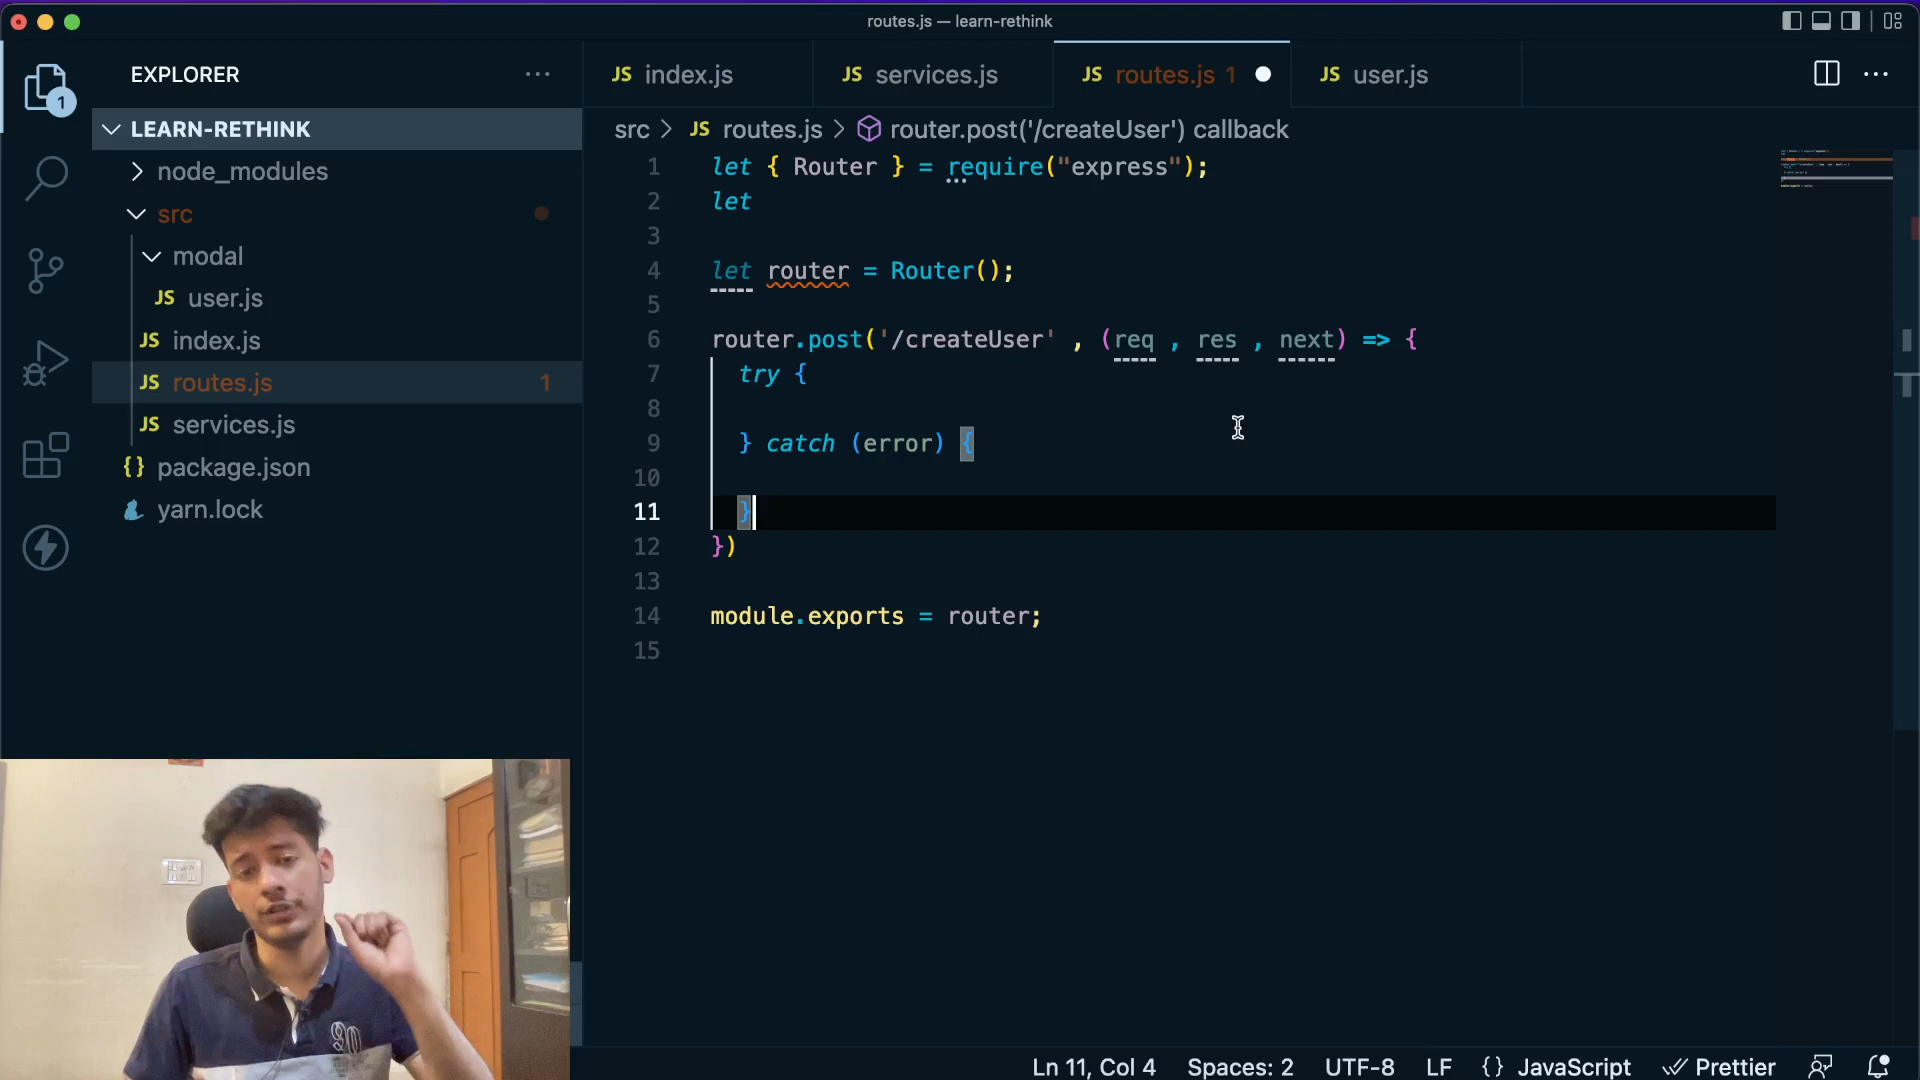 routes.js — learn-rethink
EXPLORER
1
LEARN-RETHINK
node_modules
src
modal
JS user.js
JS index.js
JS routes.js 1
JS services.js
{} package.json
yarn.lock
JS index.js
JS services.js
JS routes.js 1
JS user.js
src > JS routes.js > router.post('/createUser') callback
1 let { Router } = require("express");
2 let
3
4 let router = Router();
5
6 router.post('/createUser' , (req , res , next) => {
7 try {
8
9 } catch (error) {
10
11 }
12 })
13
14 module.exports = router;
15
Ln 11, Col 4 Spaces: 2 UTF-8 LF {} JavaScript Prettier